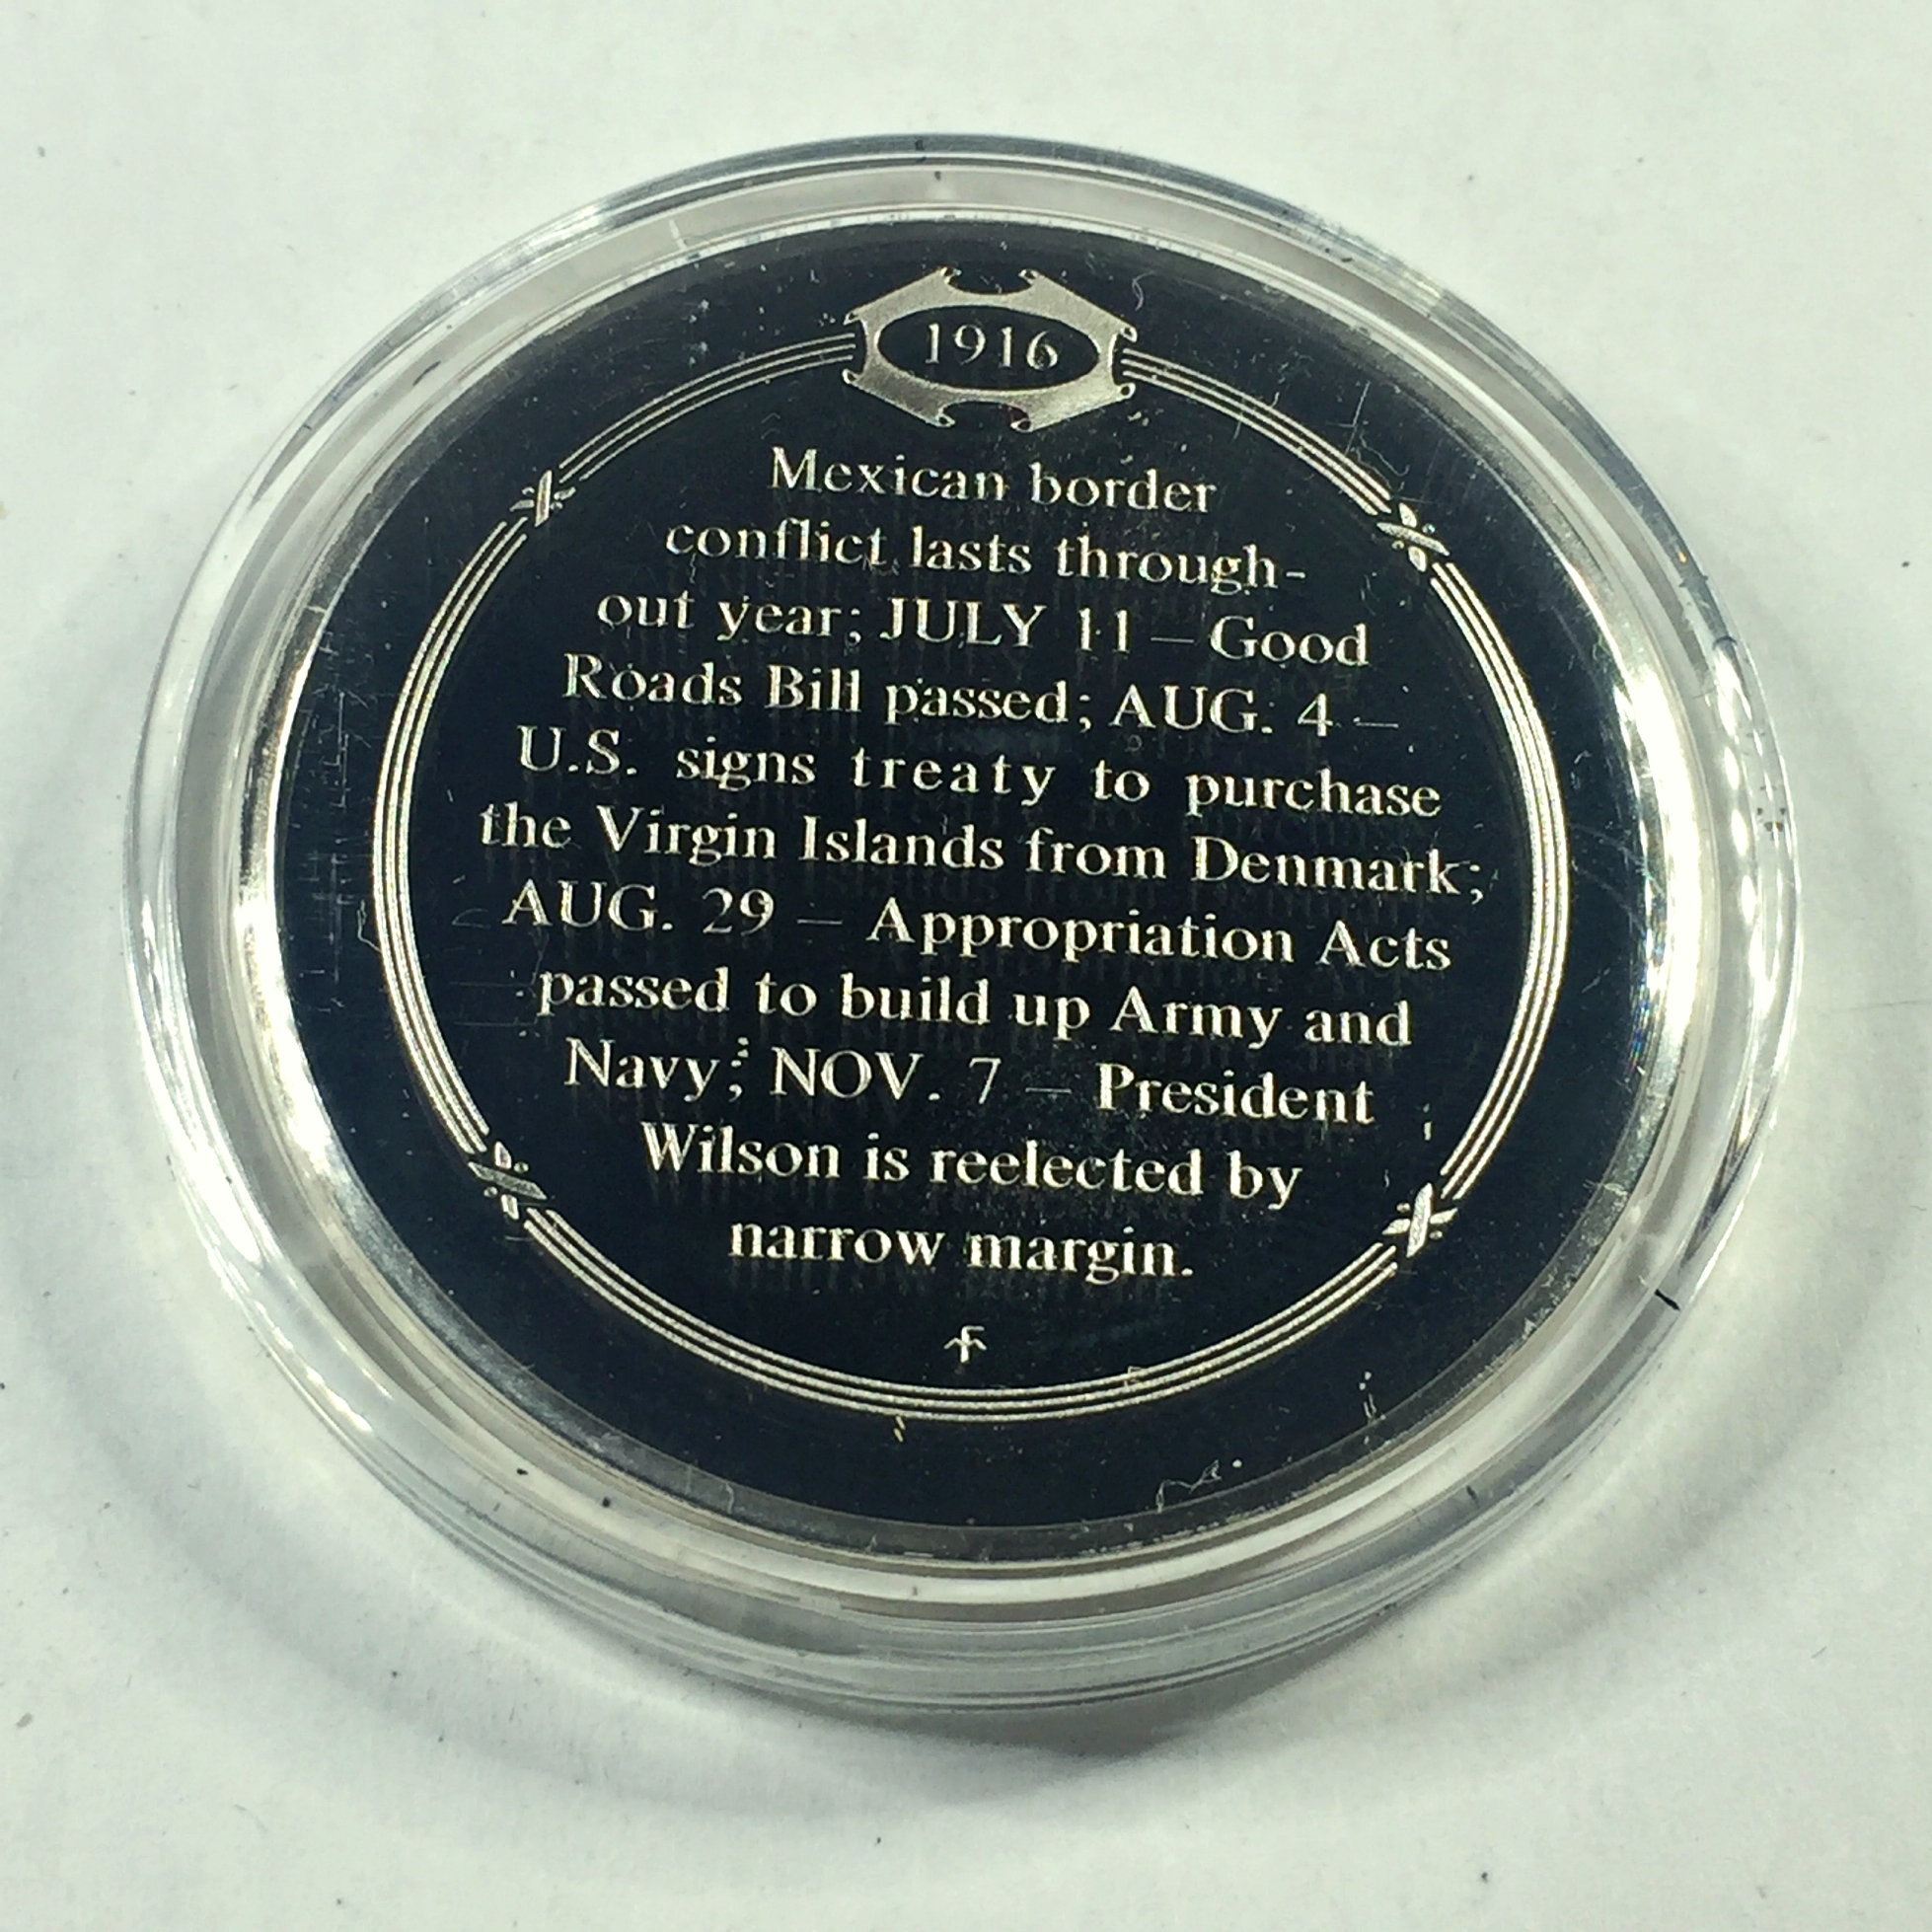 1916
Mexican border
conflict lasts through-
out year; JULY 11 — Good
Roads Bill passed; AUG. 4 —
U.S. signs treaty to purchase
the Virgin Islands from Denmark;
AUG. 29 — Appropriation Acts
passed to build up Army and
Navy; NOV. 7 — President
Wilson is reelected by
narrow margin.